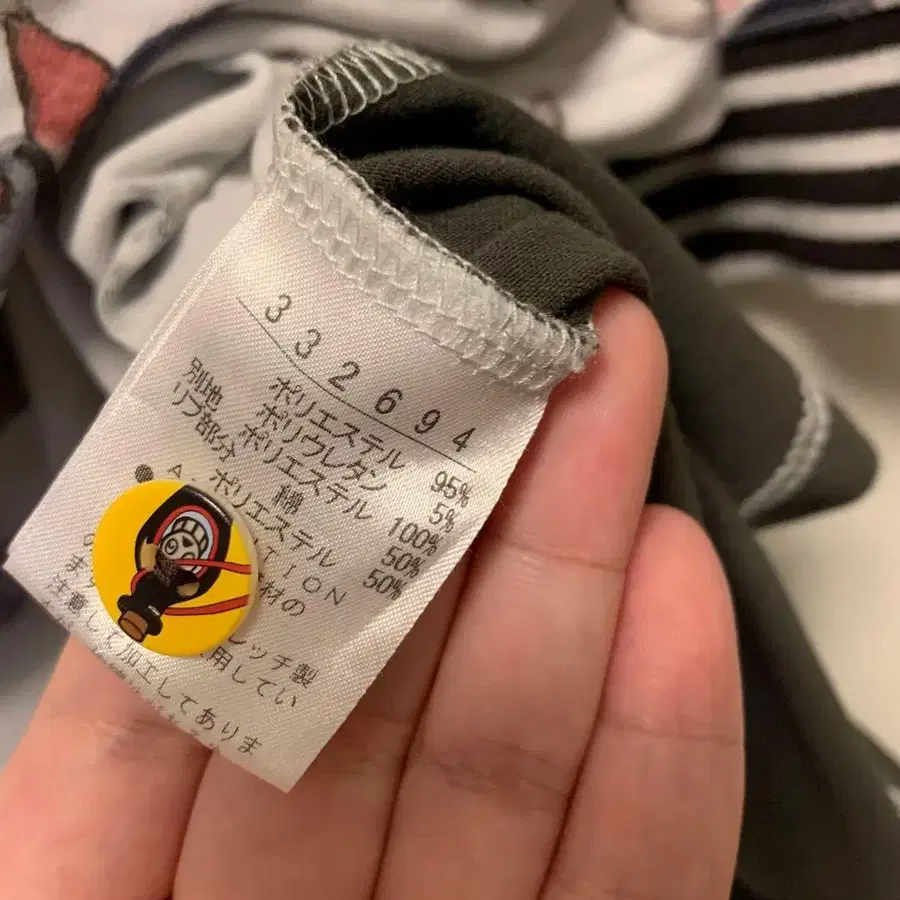 332694
ポリエステル 95%
ポリウレタン 5%
別地 ポリエステル 100%
リブ部分 綿 50%
ポリエステル 50%
● A TION
の 材の
ま レッチ製
用してい
注意して加工してありま